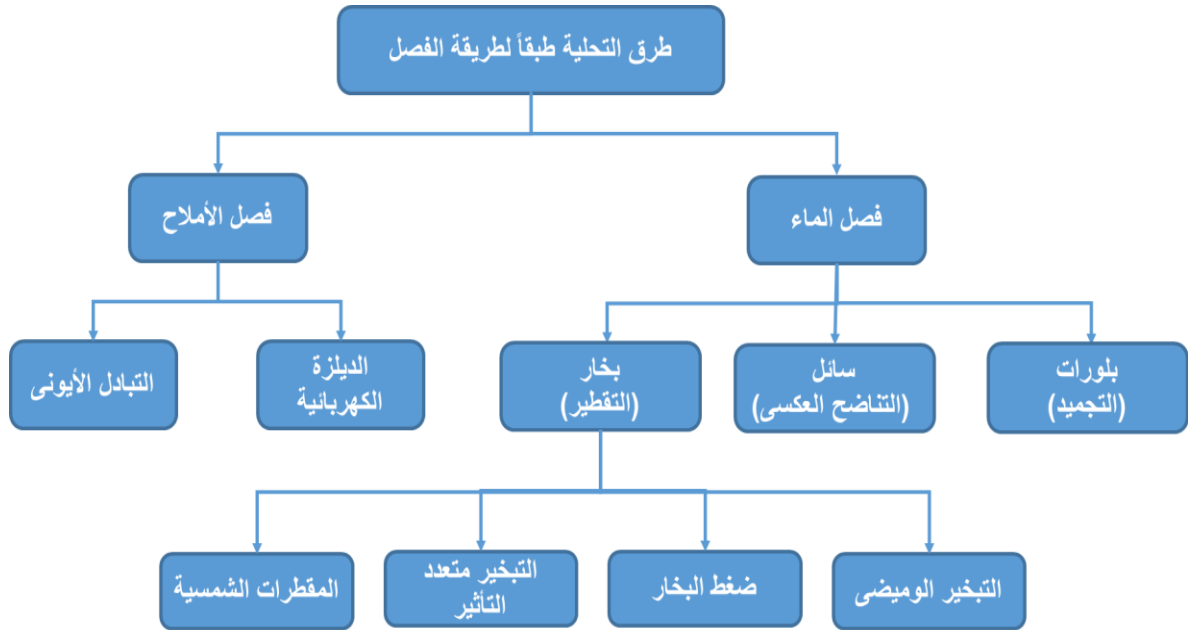 طرق التحلية طبقاً لطريقة الفصل
فصل الماء
فصل الأملاح
بلورات
(التجميد)
سائل
(التناضح العكسى)
بخار
(التقطير)
الديلزة
الكهربائية
التبادل الأيونى
التبخير الوميضى
ضغط البخار
التبخير متعدد
التأثير
المقطرات الشمسية